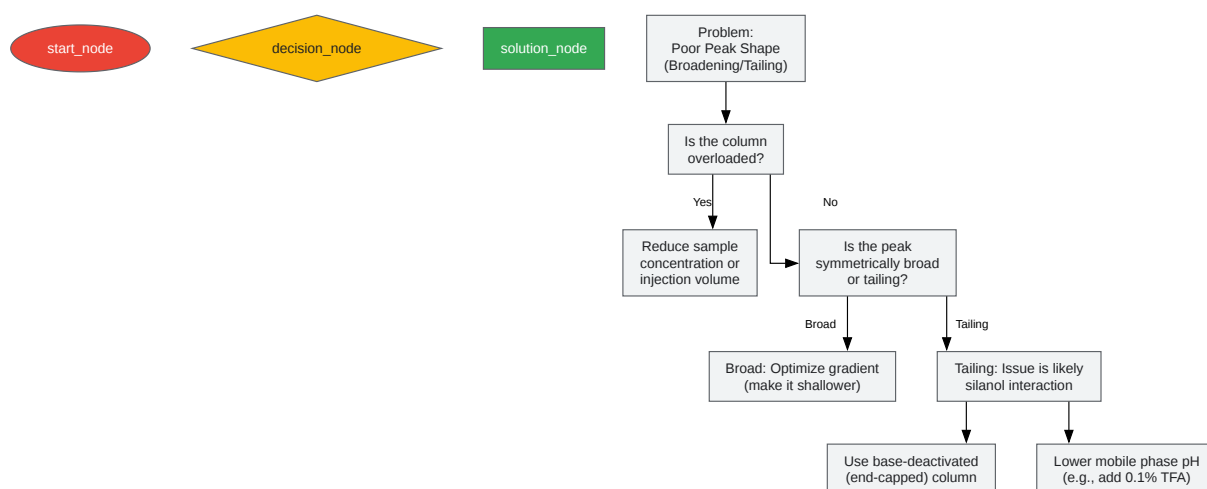 start_node
decision_node
solution_node
Problem:
Poor Peak Shape
(Broadening/Tailing)
Is the column
overloaded?
Yes
No
Reduce sample
concentration or
injection volume
Is the peak
symmetrically broad
or tailing?
Broad
Tailing
Broad: Optimize gradient
(make it shallower)
Tailing: Issue is likely
silanol interaction
Use base-deactivated
(end-capped) column
Lower mobile phase pH
(e.g., add 0.1% TFA)